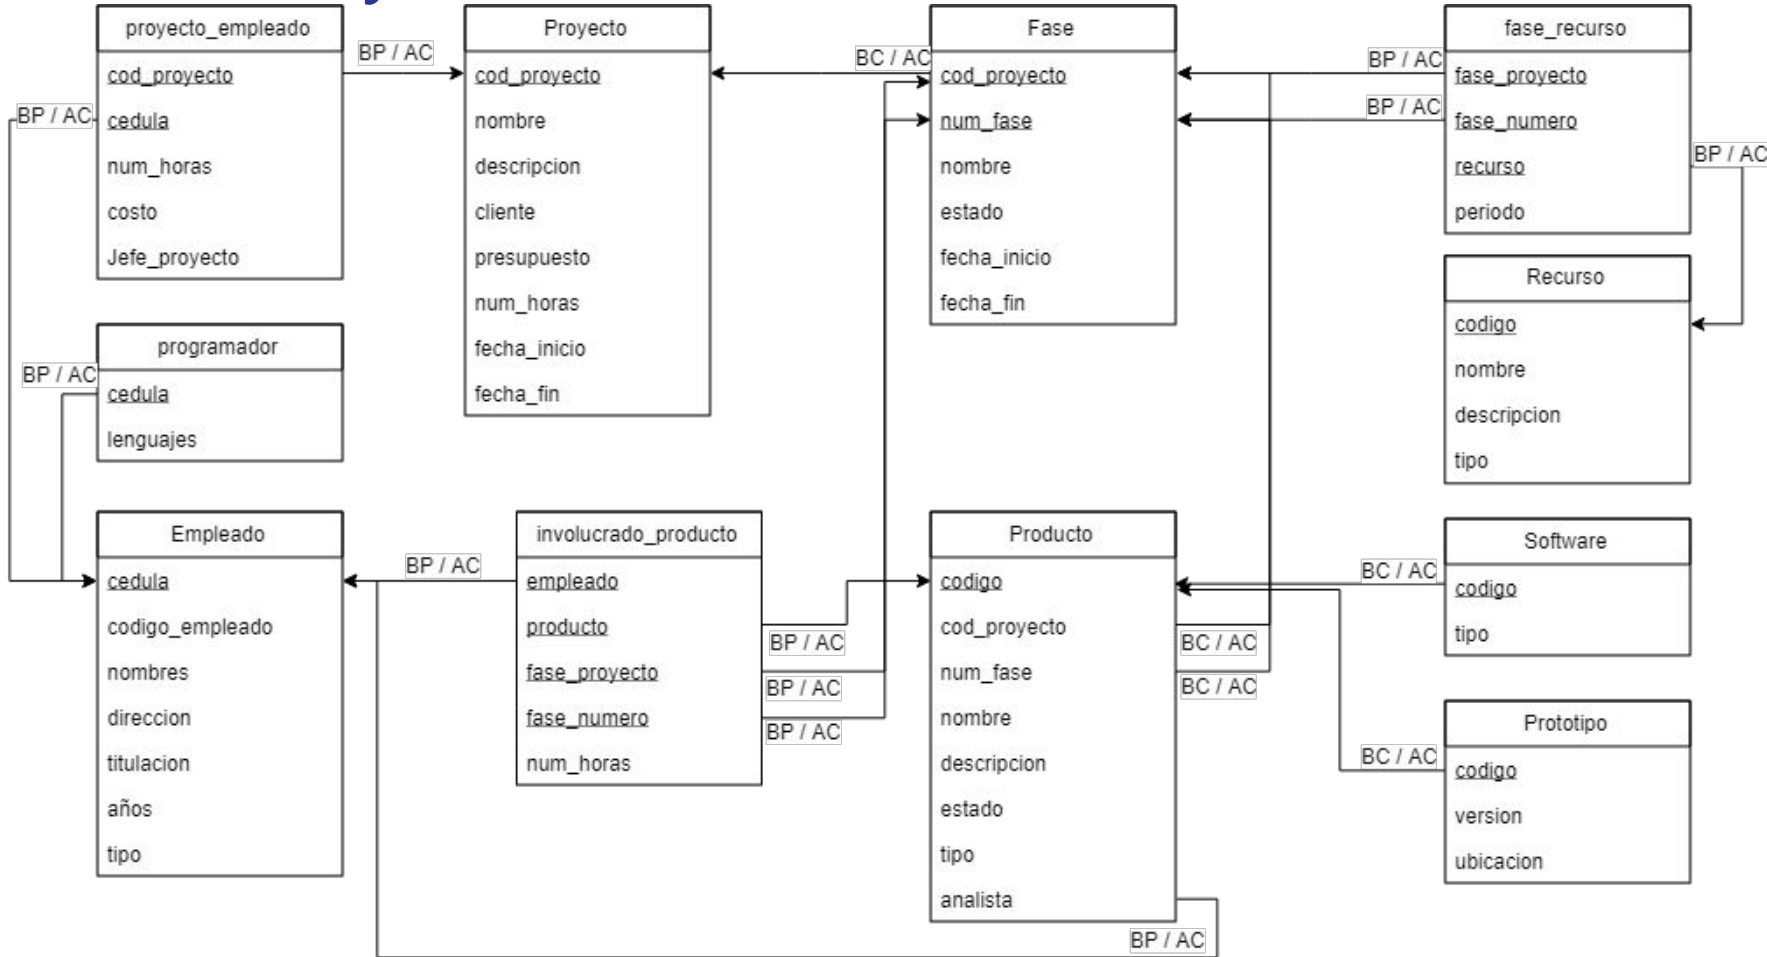 proyecto_empleado
cod_proyecto
cedula
num_horas
costo
Jefe_proyecto
BP / AC
BP / AC
Proyecto
cod_proyecto
nombre
descripcion
cliente
presupuesto
num_horas
fecha_inicio
fecha_fin
BC / AC
Fase
cod_proyecto
num_fase
nombre
estado
fecha_inicio
fecha_fin
BP / AC
BP / AC
fase_recurso
fase_proyecto
fase_numero
recurso
periodo
BP / AC
programador
cedula
lenguajes
BP / AC
Recurso
codigo
nombre
descripcion
tipo
Empleado
cedula
codigo_empleado
nombres
direccion
titulacion
años
tipo
BP / AC
involucrado_producto
empleado
producto
fase_proyecto
fase_numero
num_horas
BP / AC
BP / AC
BP / AC
Producto
codigo
cod_proyecto
num_fase
nombre
descripcion
estado
tipo
analista
BC / AC
BC / AC
BP / AC
Software
codigo
tipo
BC / AC
Prototipo
codigo
version
ubicacion
BC / AC